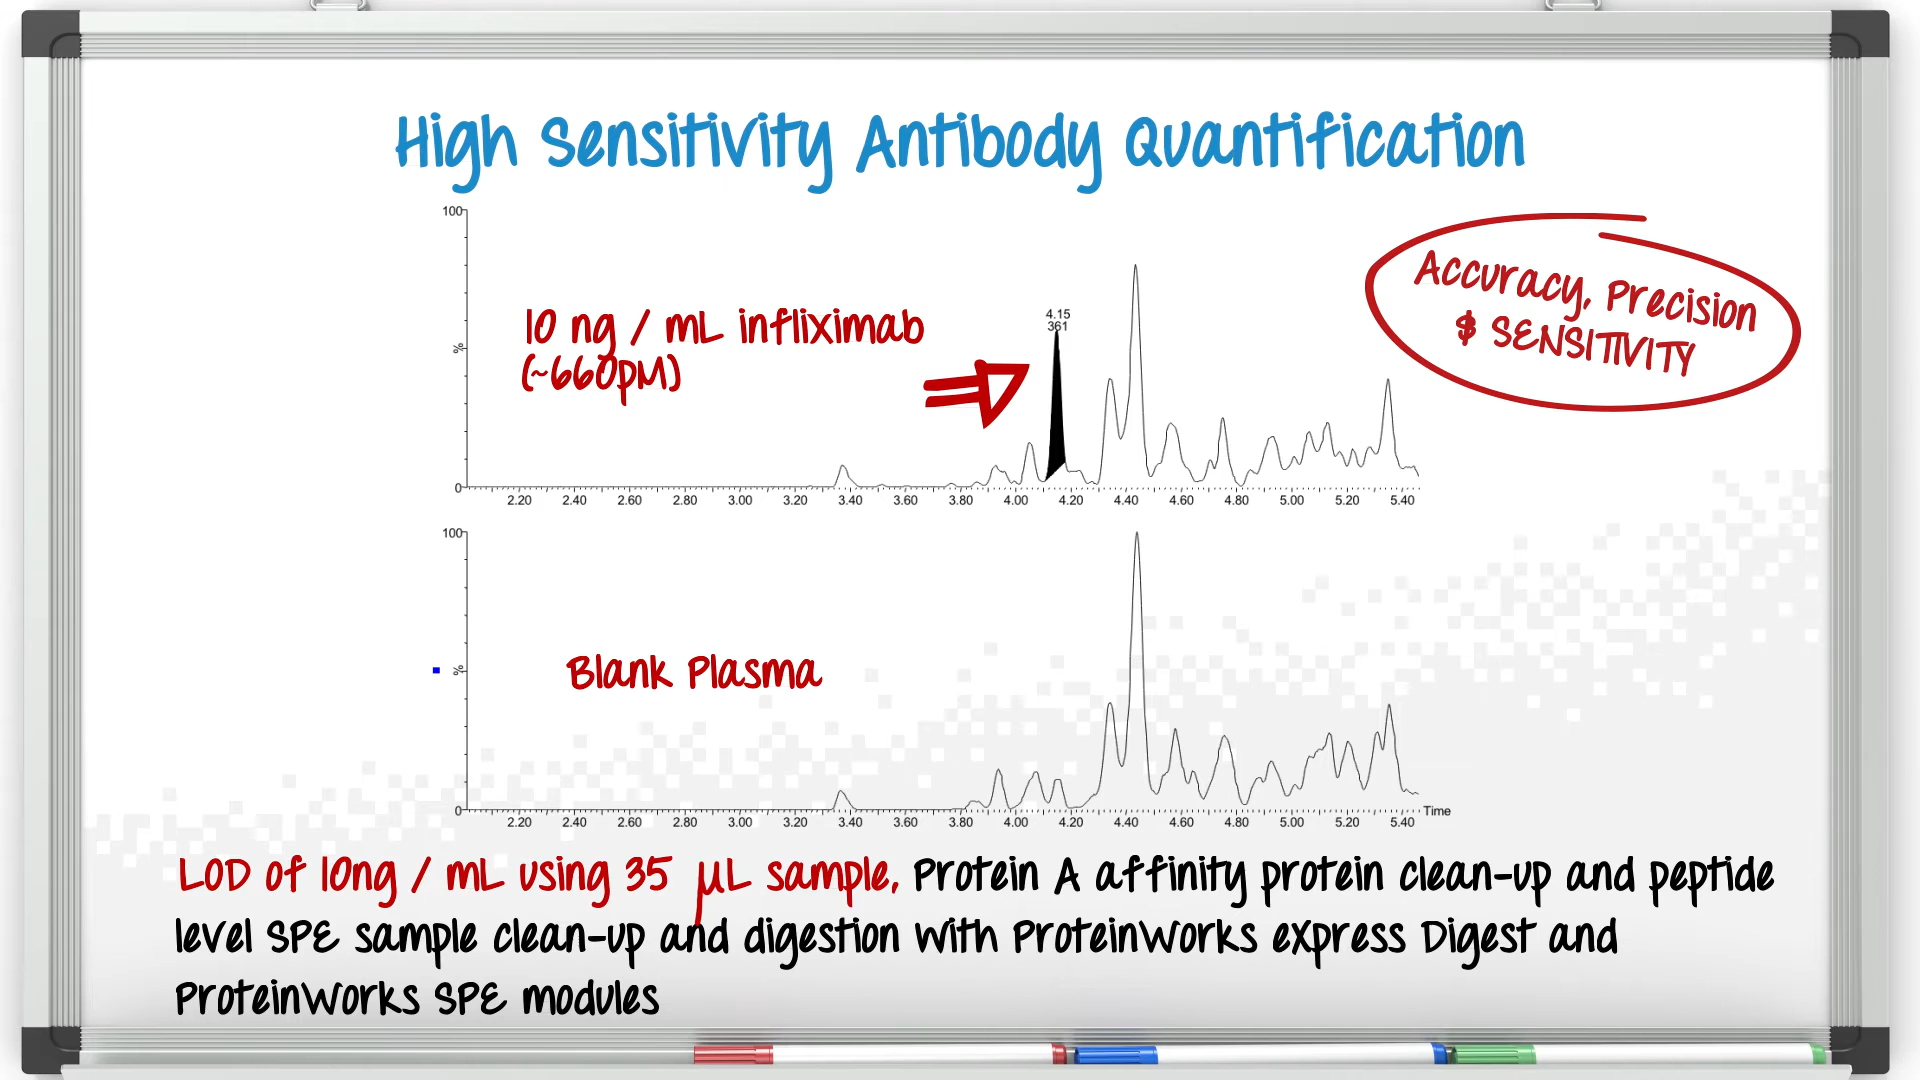 High Sensitivity Antibody Quantification
100
%
0
10 ng / mL infliximab
(~660pM)
4.15
361
Accuracy, Precision
& SENSITIVITY
2.20 2.40 2.60 2.80 3.00 3.20 3.40 3.60 3.80 4.00 4.20 4.40 4.60 4.80 5.00 5.20 5.40
100
%
0
Blank Plasma
Time
2.20 2.40 2.60 2.80 3.00 3.20 3.40 3.60 3.80 4.00 4.20 4.40 4.60 4.80 5.00 5.20 5.40
LOD of 10ng / mL using 35 µL sample, Protein A affinity protein clean-up and peptide
level SPE sample clean-up and digestion with ProteinWorks express Digest and
ProteinWorks SPE modules